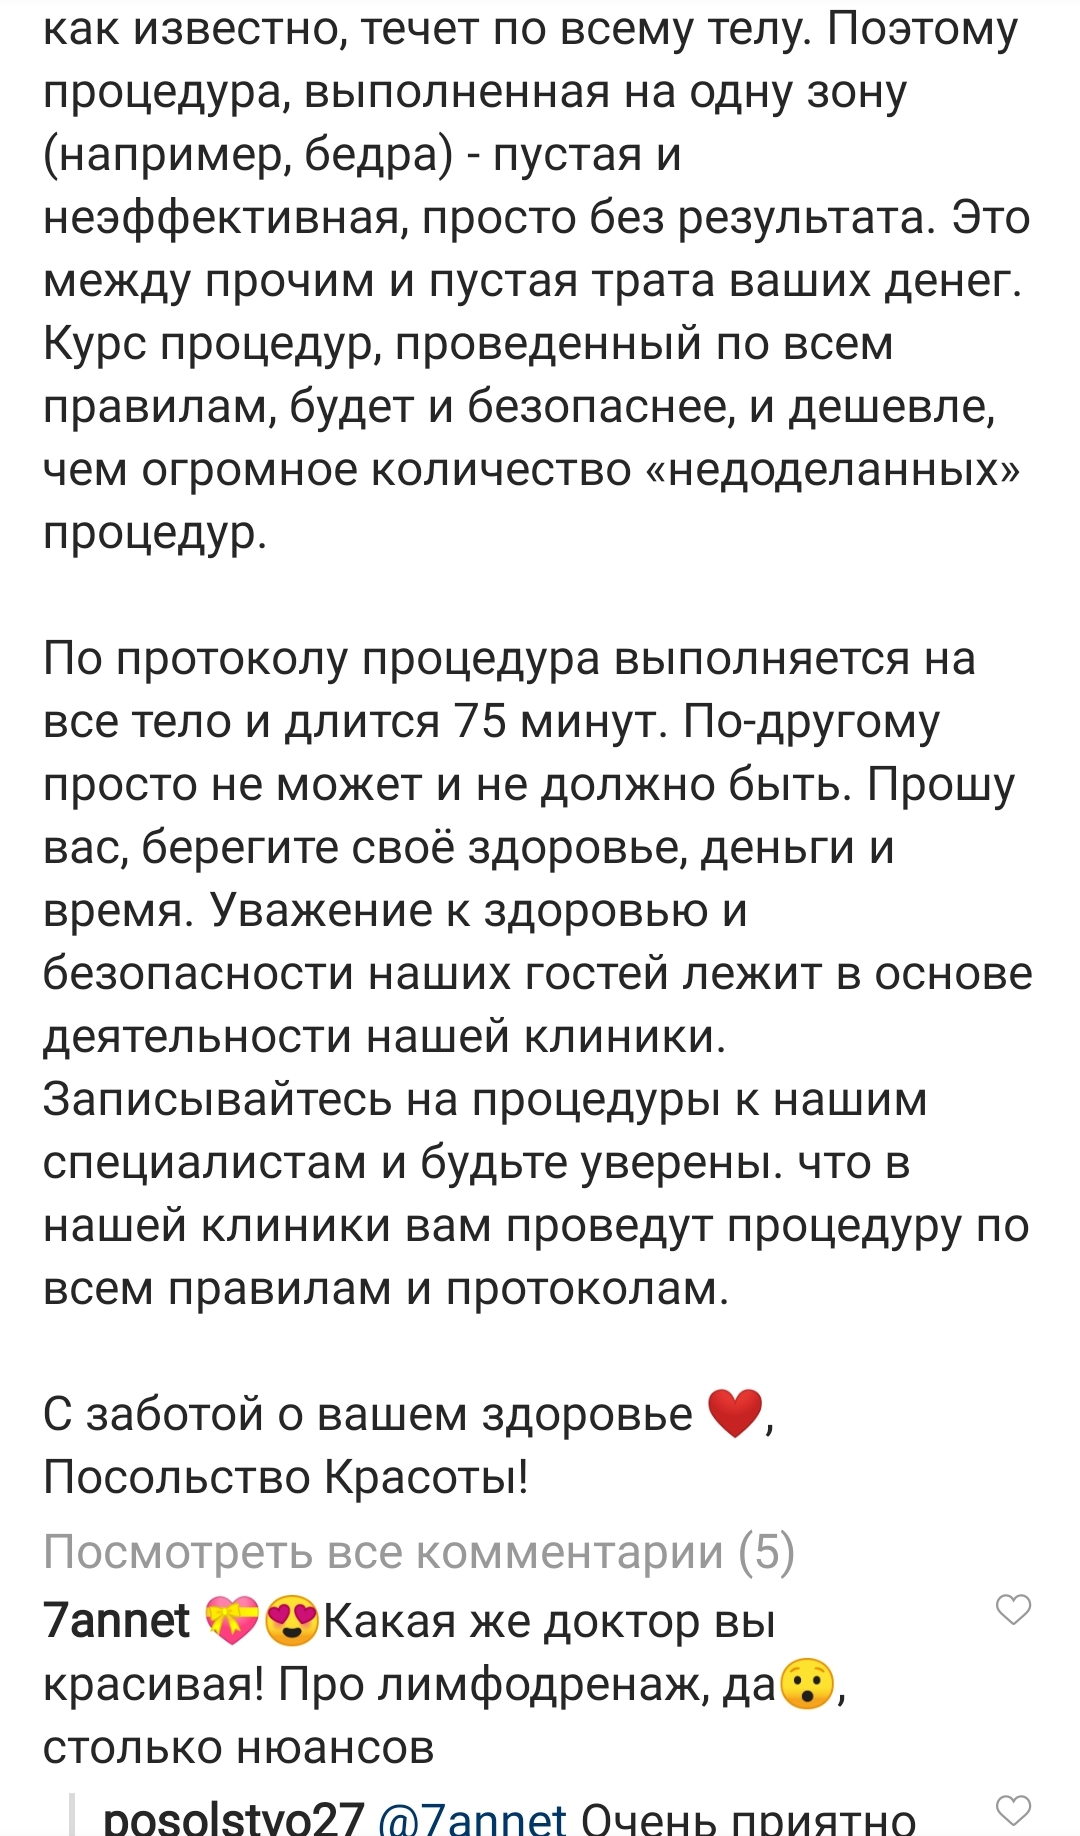 как известно, течет по всему телу. Поэтому
процедура, выполненная на одну зону
(например, бедра) - пустая и
неэффективная, просто без результата. Это
между прочим и пустая трата ваших денег.
Курс процедур, проведенный по всем
правилам, будет и безопаснее, и дешевле,
чем огромное количество «недоделанных»
процедур.
По протоколу процедура выполняется на
все тело и длится 75 минут. По-другому
просто не может и не должно быть. Прошу
вас, берегите своё здоровье, деньги и
время. Уважение к здоровью и
безопасности наших гостей лежит в основе
деятельности нашей клиники.
Записывайтесь на процедуры к нашим
специалистам и будьте уверены. что в
нашей клиники вам проведут процедуру по
всем правилам и протоколам.
С заботой о вашем здоровье ❤️,
Посольство Красоты!
Посмотреть все комментарии (5)
7annet 💝😍Какая же доктор вы
красивая! Про лимфодренаж, да😯,
столько нюансов
posolstvo27 @7annet Очень приятно